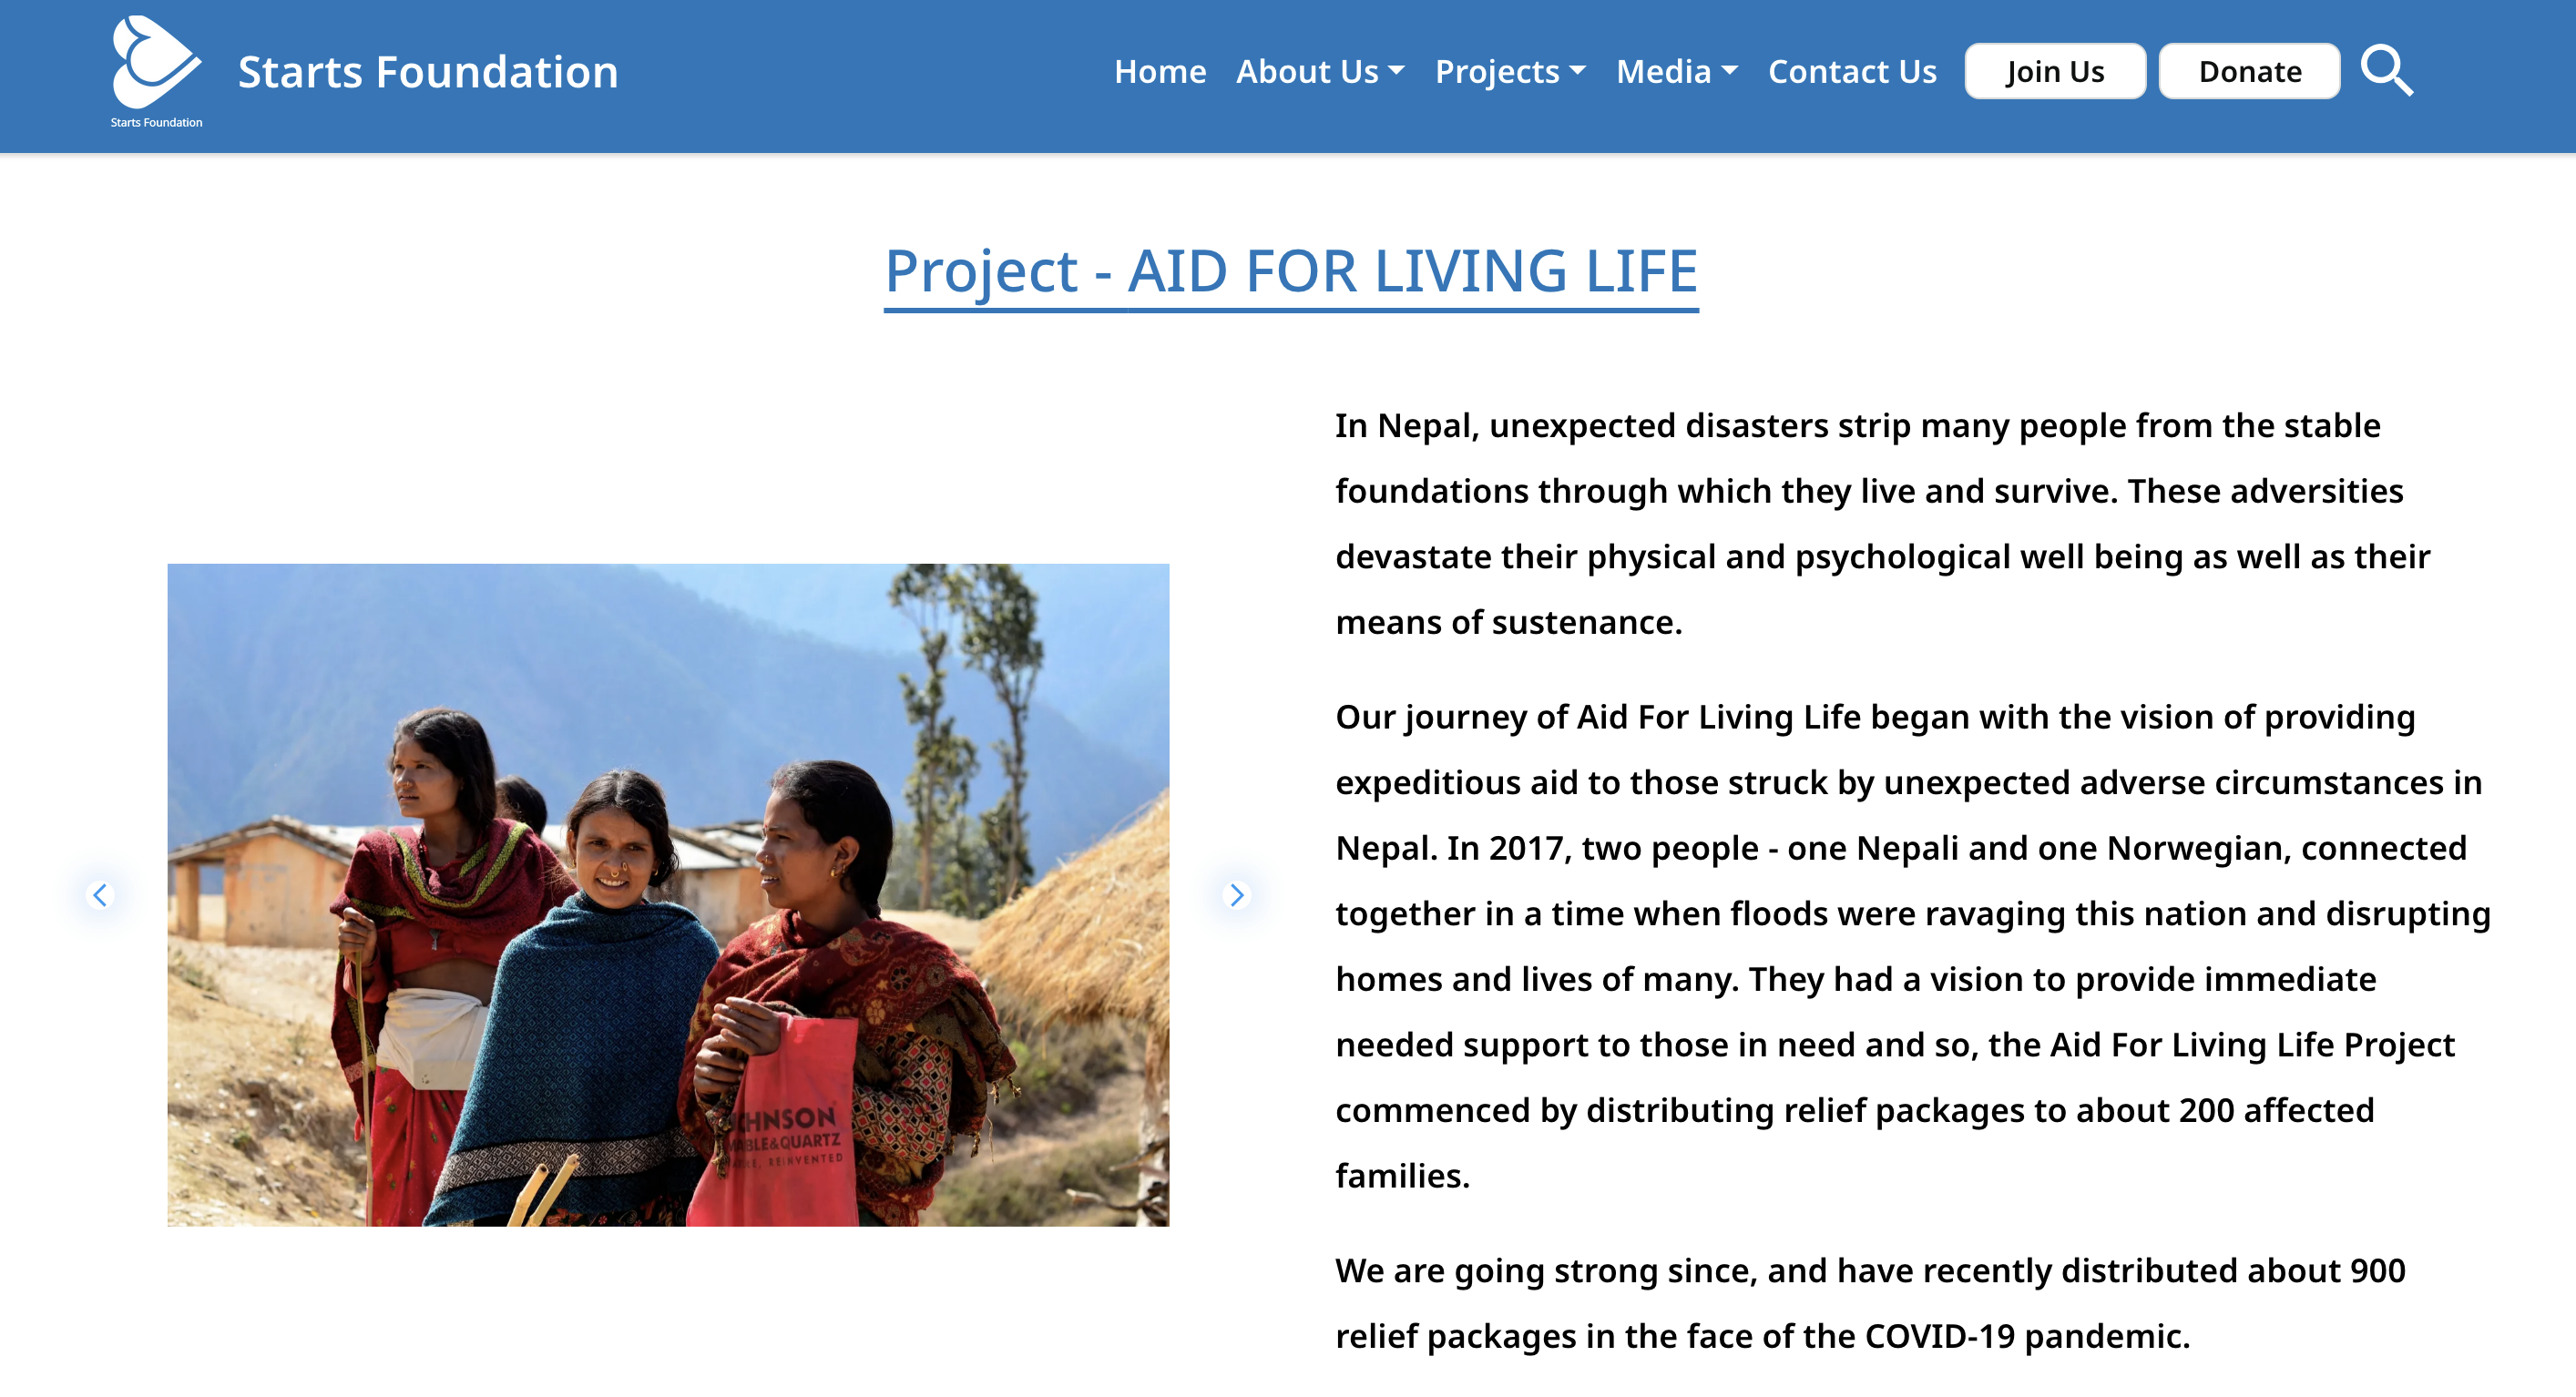 Starts Foundation
Starts Foundation
Home About Us Projects Media Contact Us Join Us Donate
Project - AID FOR LIVING LIFE
In Nepal, unexpected disasters strip many people from the stable
foundations through which they live and survive. These adversities
devastate their physical and psychological well being as well as their
means of sustenance.
Our journey of Aid For Living Life began with the vision of providing
expeditious aid to those struck by unexpected adverse circumstances in
Nepal. In 2017, two people - one Nepali and one Norwegian, connected
together in a time when floods were ravaging this nation and disrupting
homes and lives of many. They had a vision to provide immediate
needed support to those in need and so, the Aid For Living Life Project
commenced by distributing relief packages to about 200 affected
families.
We are going strong since, and have recently distributed about 900
relief packages in the face of the COVID-19 pandemic.
REINVENTED